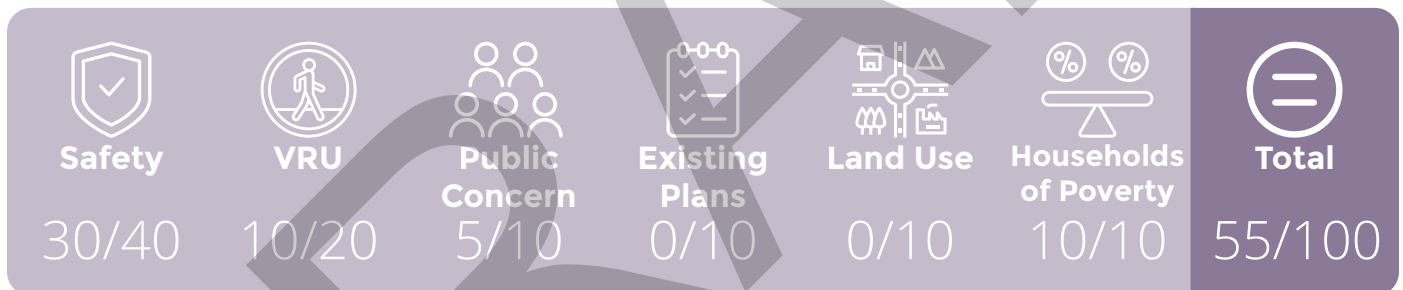 Safety
30/40
VRU
10/20
Public
Concern
5/10
Existing
Plans
0/10
Land Use
0/10
Households
of Poverty
10/10
Total
55/100